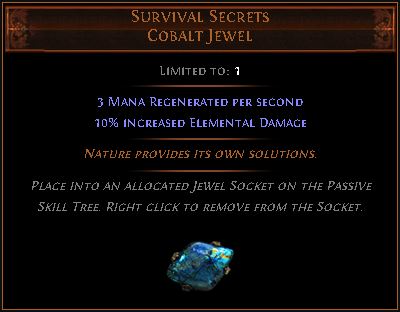 Survival Secrets
Cobalt Jewel
Limited to: 1
3 Mana Regenerated per second
10% increased Elemental Damage
Nature provides its own solutions.
Place into an allocated Jewel Socket on the Passive
Skill Tree. Right click to remove from the Socket.